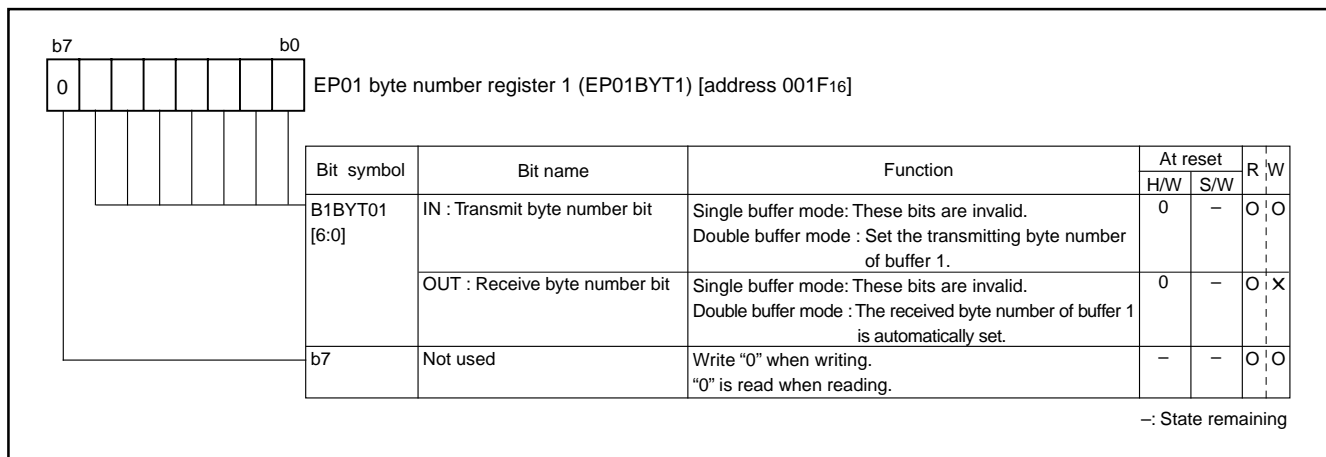 b7 b0
0
EP01 byte number register 1 (EP01BYT1) [address 001F16]
Bit symbol Bit name Function At reset R W
H/W S/W
B1BYT01 IN : Transmit byte number bit Single buffer mode: These bits are invalid. 0 – O O
[6:0] Double buffer mode : Set the transmitting byte number
of buffer 1.
OUT : Receive byte number bit Single buffer mode: These bits are invalid. 0 – O X
Double buffer mode : The received byte number of buffer 1
is automatically set.
b7 Not used Write “0” when writing. – – O O
“0” is read when reading.
–: State remaining